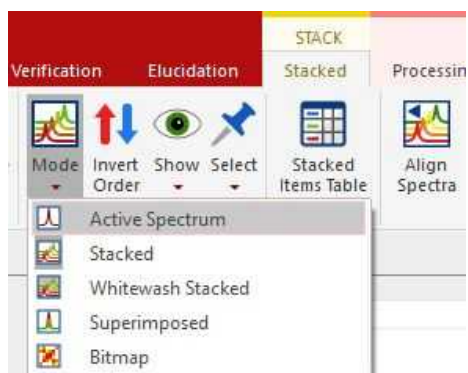 STACK
Verification Elucidation Stacked Processin
Mode Invert Order Show Select Stacked Items Table Align Spectra
Active Spectrum
Stacked
Whitewash Stacked
Superimposed
Bitmap